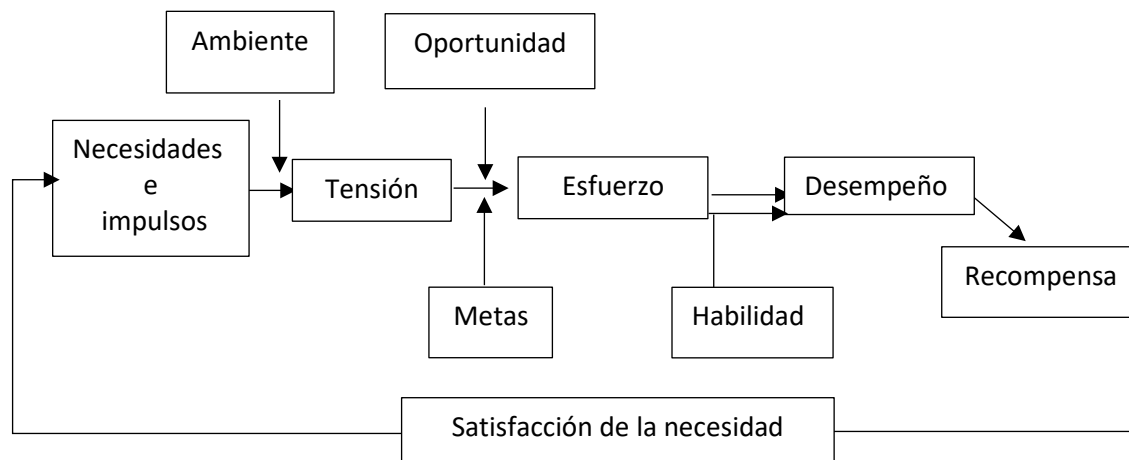 Ambiente
Oportunidad
Necesidades
e
impulsos
Tensión
Esfuerzo
Desempeño
Recompensa
Metas
Habilidad
Satisfacción de la necesidad